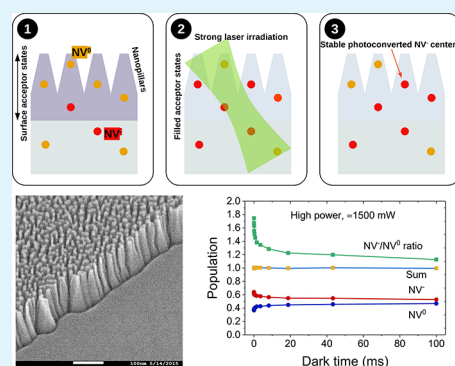 1
NV0
Nanopillars
Surface acceptor states
NV-
2
Strong laser irradiation
Filled acceptor states
3
Stable photoconverted NV- center
100nm 5/14/2015
High power, ≈1500 mW
NV-/NV0 ratio
Sum
NV-
NV0
Population
2.0
1.8
1.6
1.4
1.2
1.0
0.8
0.6
0.4
0.2
0.0
0 20 40 60 80 100
Dark time (ms)